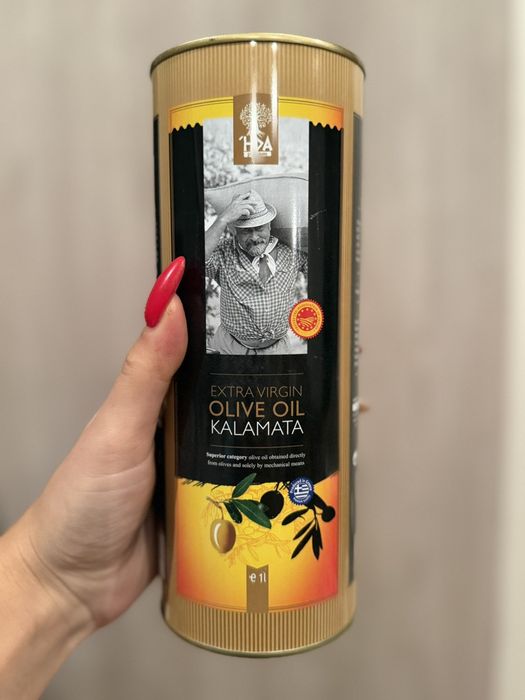 ΉΡΑ
EXTRA VIRGIN
OLIVE OIL
KALAMATA
Superior category olive oil obtained directly
from olives and solely by mechanical means
e 1l